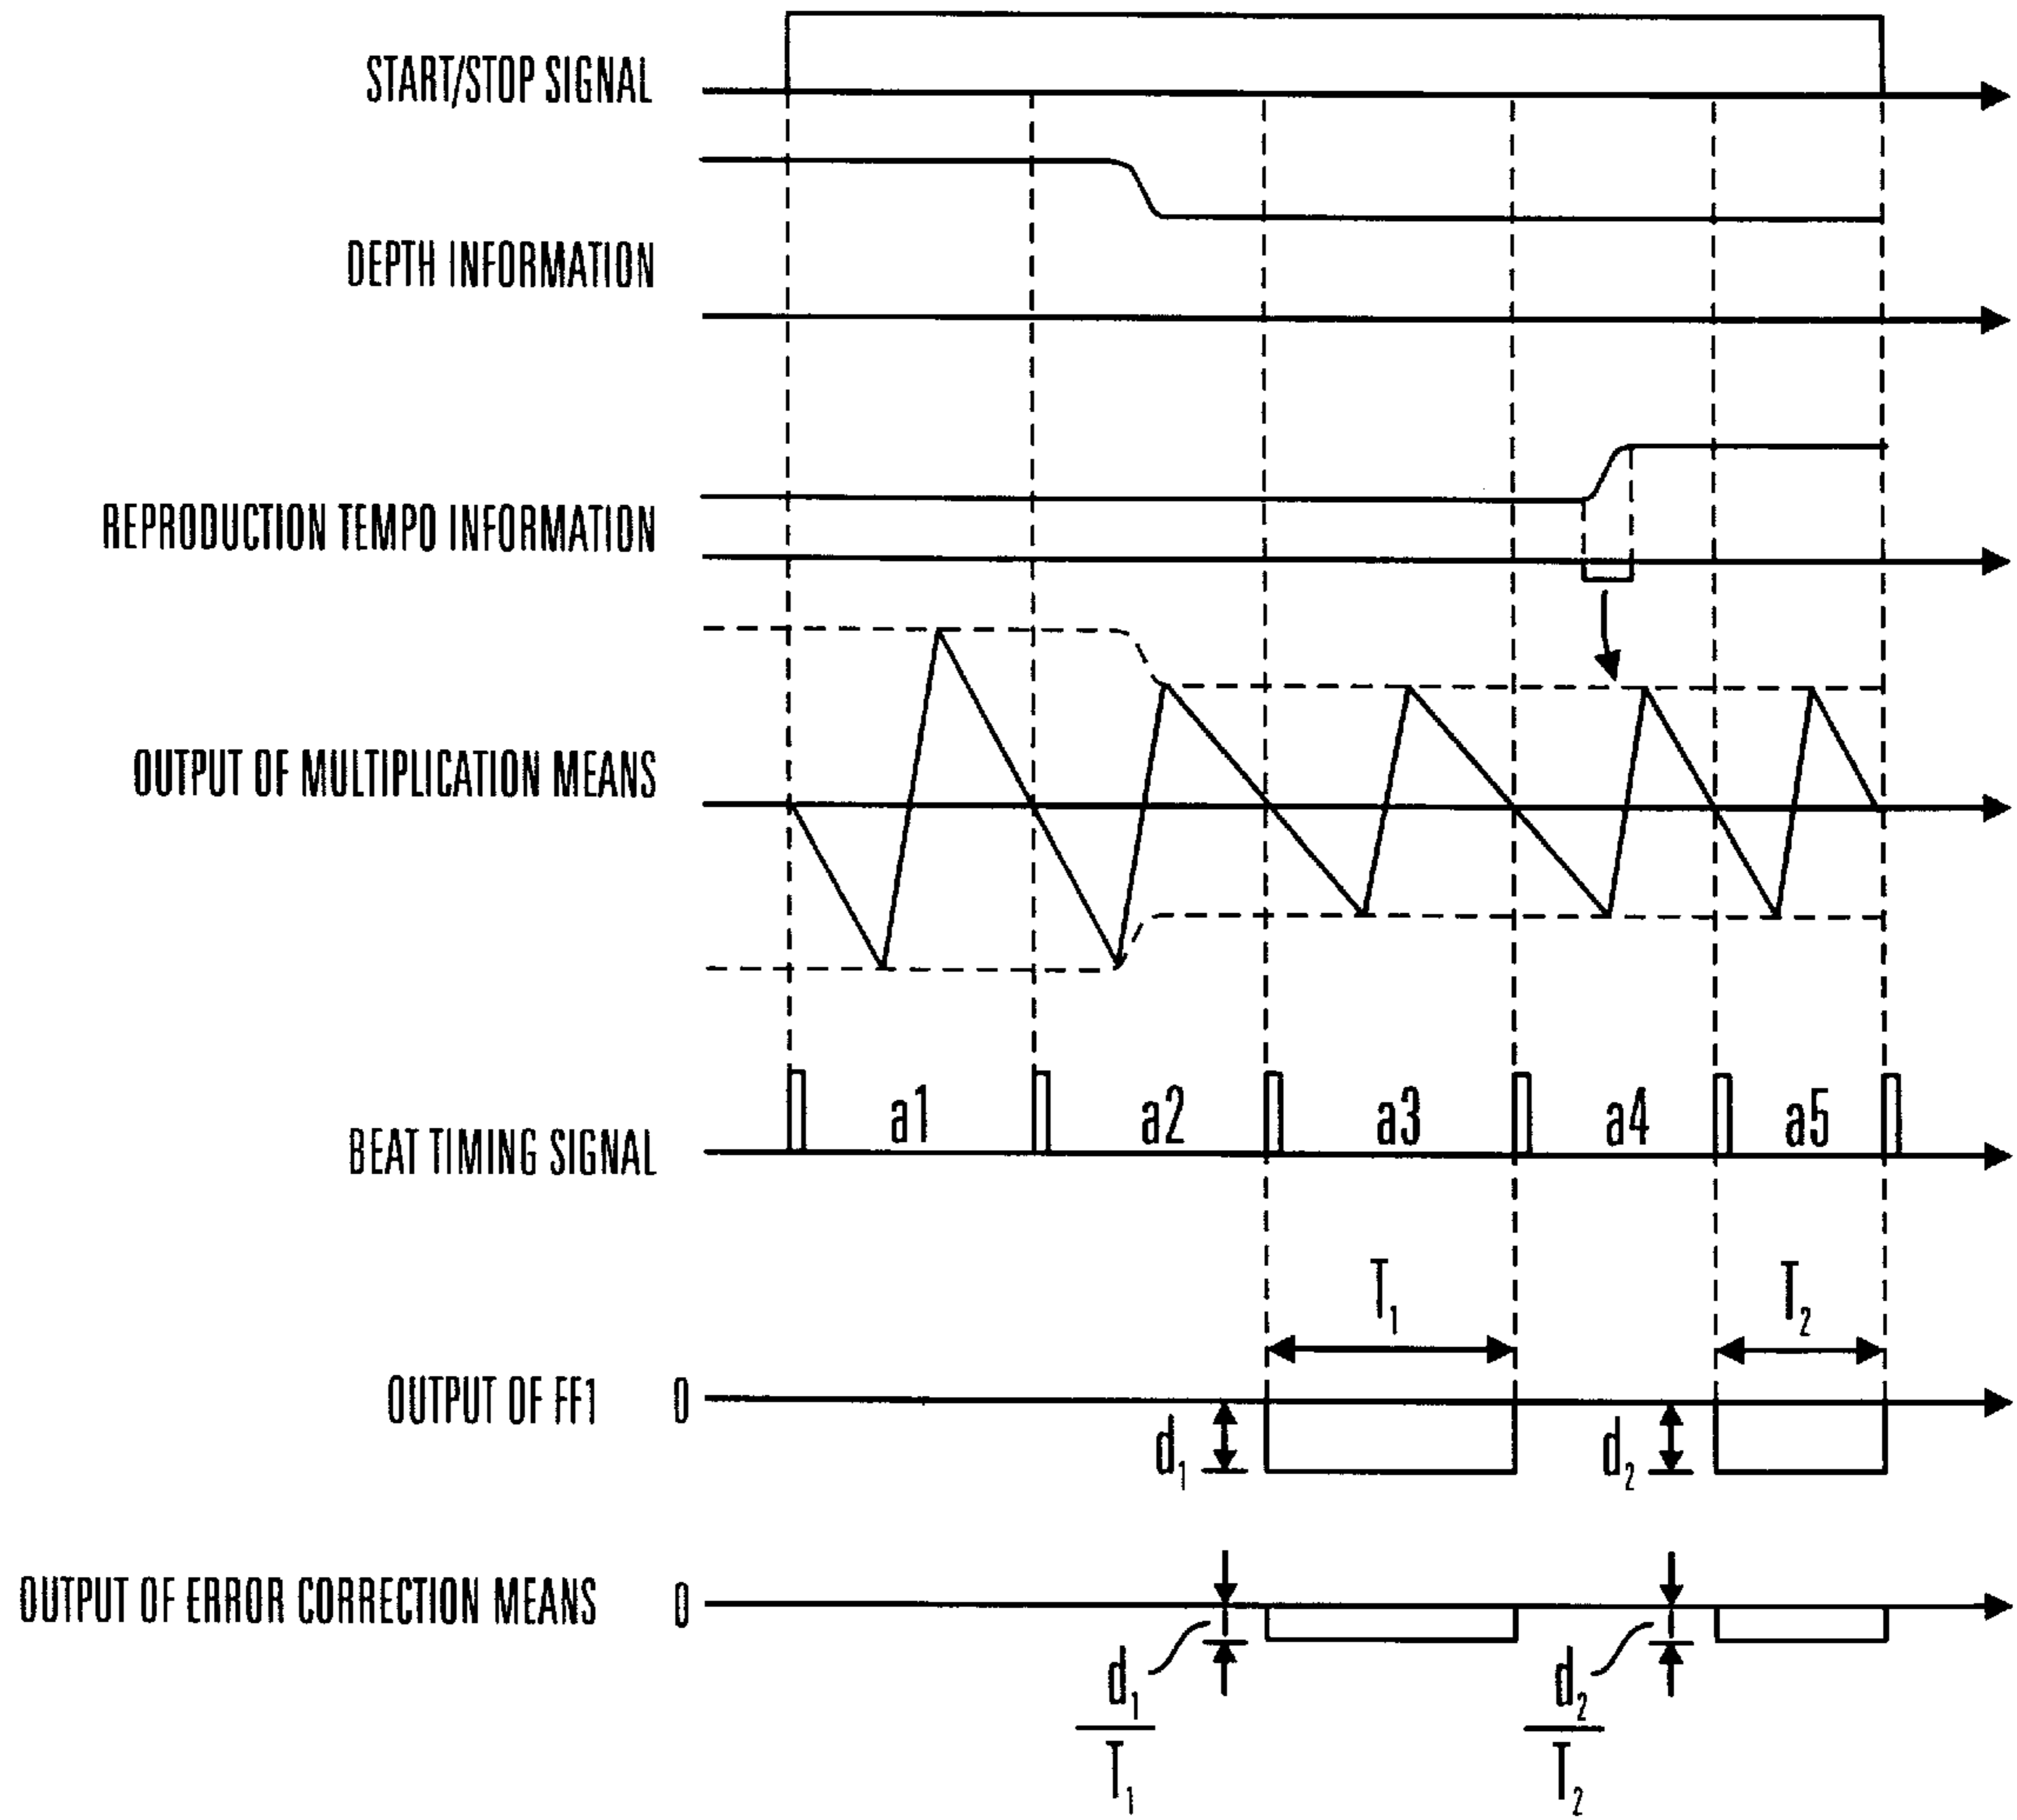 START/STOP SIGNAL
DEPTH INFORMATION
REPRODUCTION TEMPO INFORMATION
OUTPUT OF MULTIPLICATION MEANS
BEAT TIMING SIGNAL
a1 a2 a3 a4 a5
T1 T2
OUTPUT OF FF1 0
d1 d2
OUTPUT OF ERROR CORRECTION MEANS 0
d1 d2
T1 T2